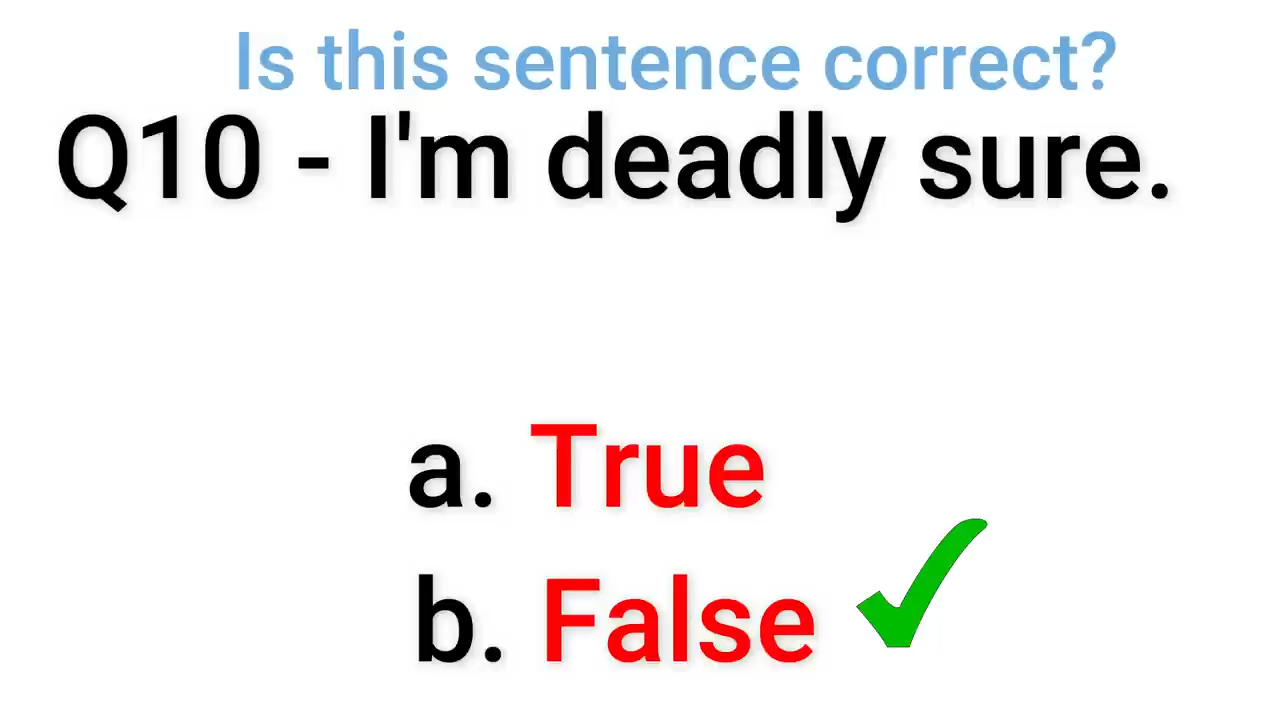 Is this sentence correct?
Q10 - I'm deadly sure.
a. True
b. False